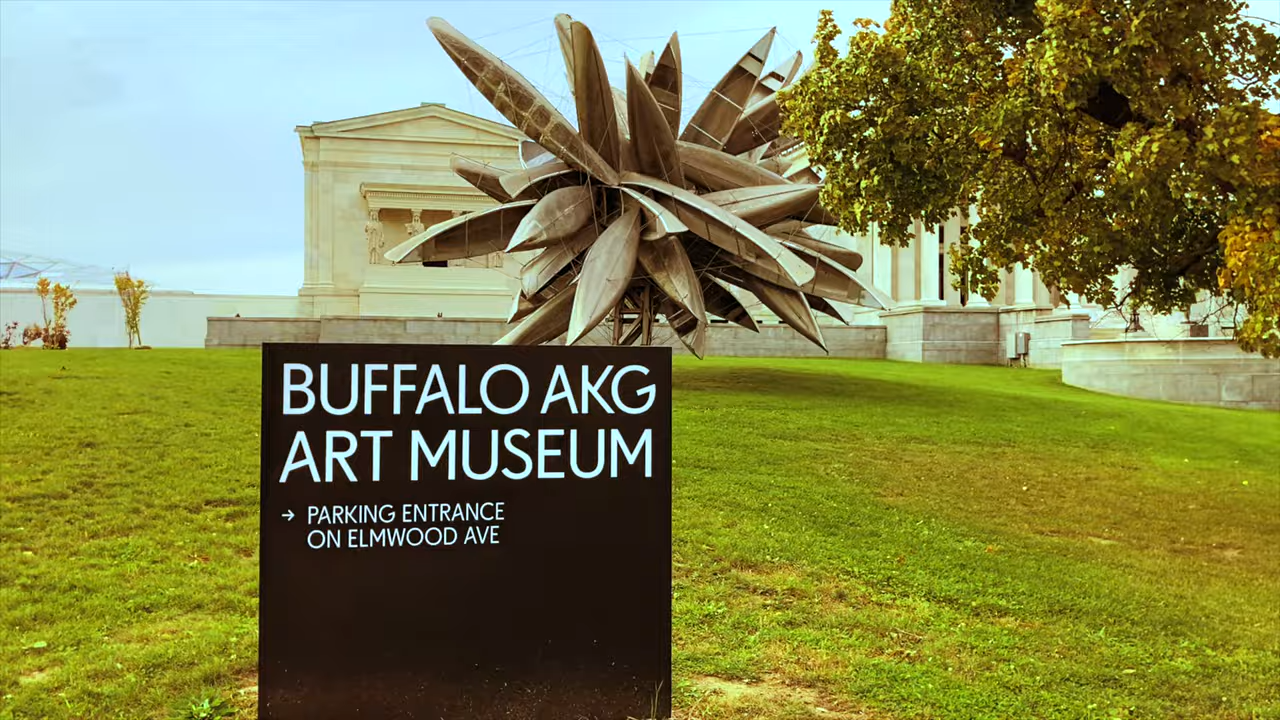 BUFFALO AKG
ART MUSEUM
→ PARKING ENTRANCE
ON ELMWOOD AVE